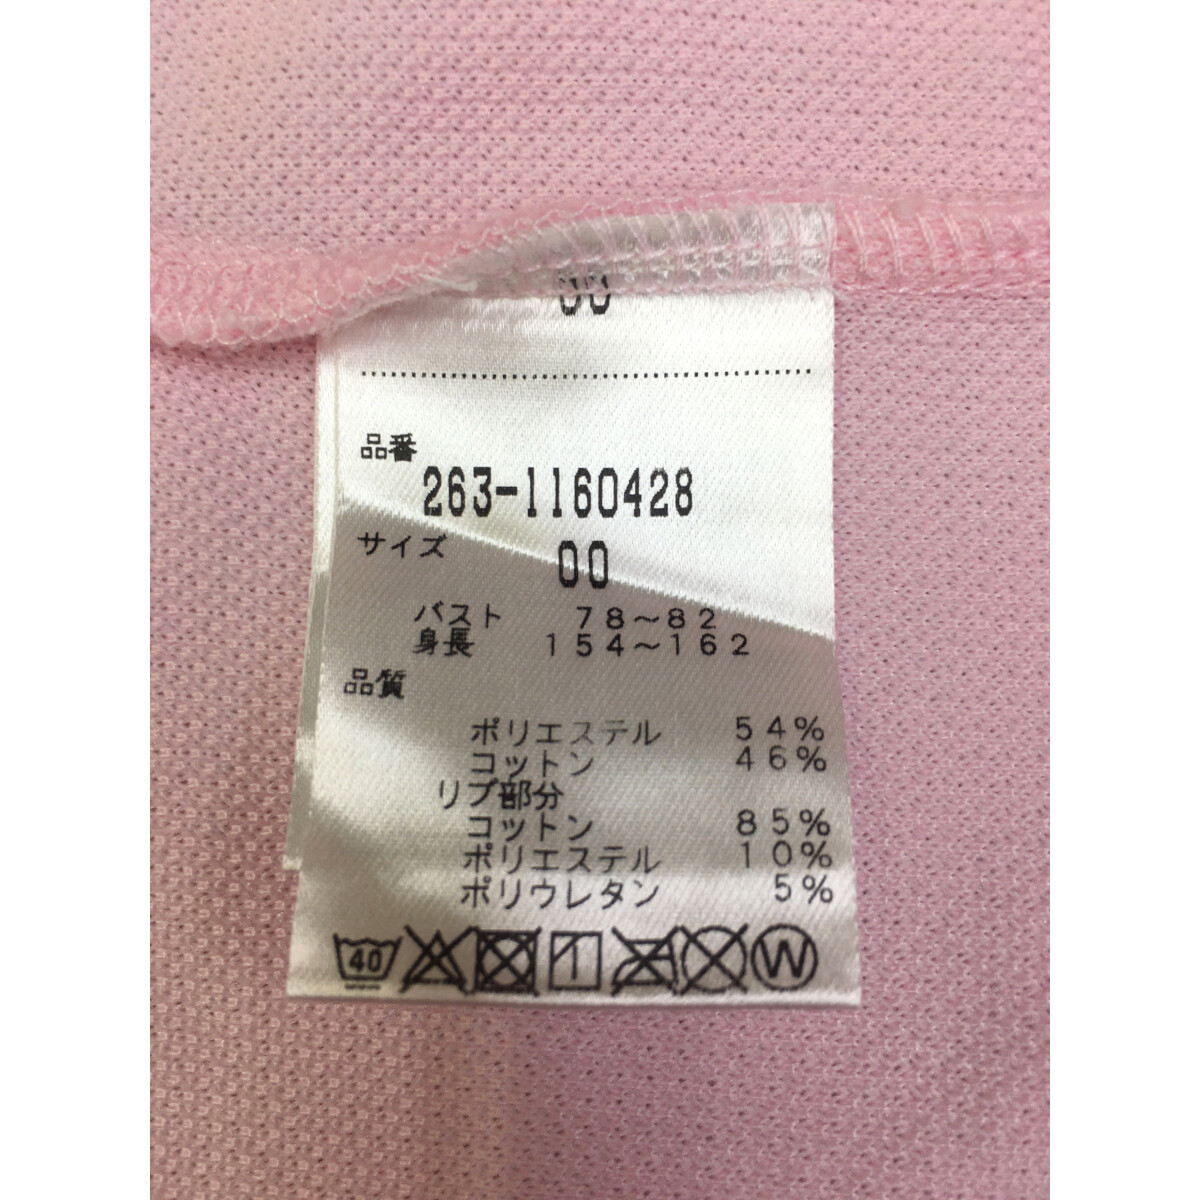 00
品番
263-1160428
サイズ 00
バスト 78～82
身長 154～162
品質
ポリエステル 54%
コットン 46%
リブ部分
コットン 85%
ポリエステル 10%
ポリウレタン 5%
40 W